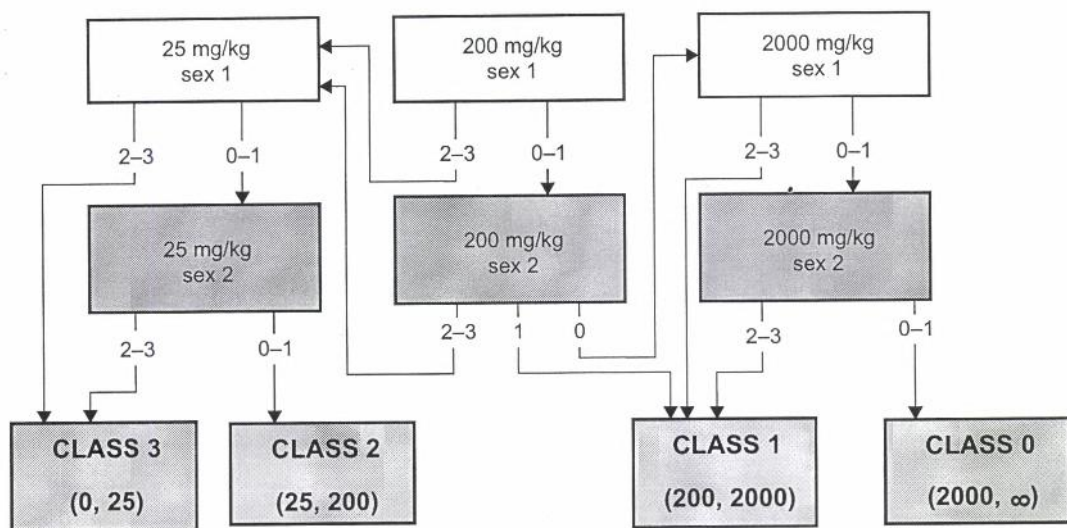 25 mg/kg
sex 1
200 mg/kg
sex 1
2000 mg/kg
sex 1
2–3
0–1
2–3
0–1
2–3
0–1
25 mg/kg
sex 2
200 mg/kg
sex 2
2000 mg/kg
sex 2
2–3
0–1
2–3
1
0
2–3
0–1
CLASS 3
(0, 25)
CLASS 2
(25, 200)
CLASS 1
(200, 2000)
CLASS 0
(2000, ∞)